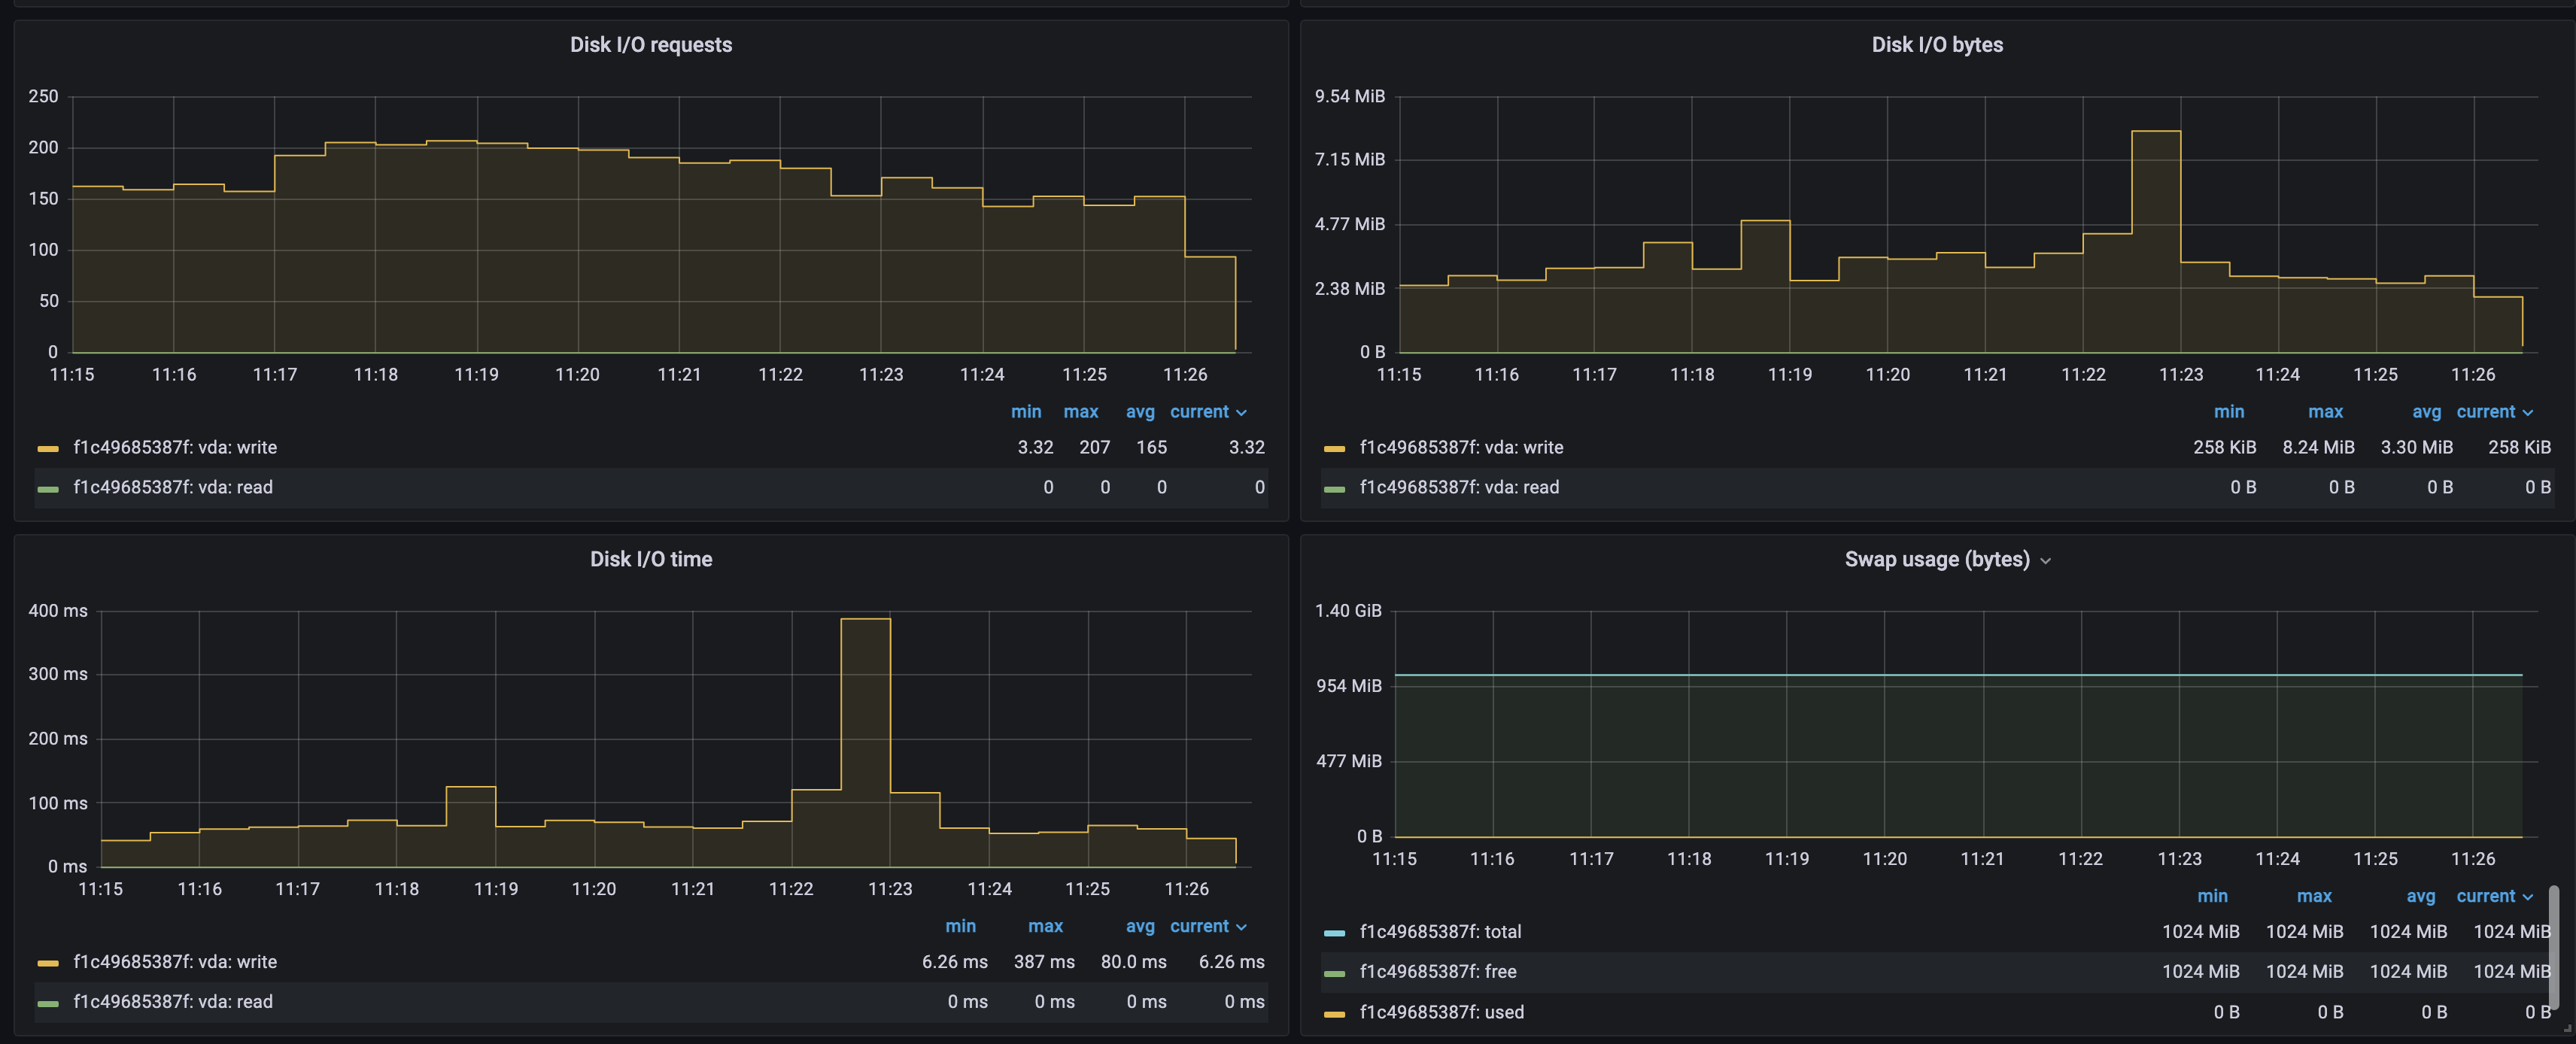 Disk I/O requests
250
200
150
100
50
0
11:15 11:16 11:17 11:18 11:19 11:20 11:21 11:22 11:23 11:24 11:25 11:26
min max avg current
f1c49685387f: vda: write 3.32 207 165 3.32
f1c49685387f: vda: read 0 0 0 0
Disk I/O bytes
9.54 MiB
7.15 MiB
4.77 MiB
2.38 MiB
0 B
11:15 11:16 11:17 11:18 11:19 11:20 11:21 11:22 11:23 11:24 11:25 11:26
min max avg current
f1c49685387f: vda: write 258 KiB 8.24 MiB 3.30 MiB 258 KiB
f1c49685387f: vda: read 0 B 0 B 0 B 0 B
Disk I/O time
400 ms
300 ms
200 ms
100 ms
0 ms
11:15 11:16 11:17 11:18 11:19 11:20 11:21 11:22 11:23 11:24 11:25 11:26
min max avg current
f1c49685387f: vda: write 6.26 ms 387 ms 80.0 ms 6.26 ms
f1c49685387f: vda: read 0 ms 0 ms 0 ms 0 ms
Swap usage (bytes)
1.40 GiB
954 MiB
477 MiB
0 B
11:15 11:16 11:17 11:18 11:19 11:20 11:21 11:22 11:23 11:24 11:25 11:26
min max avg current
f1c49685387f: total 1024 MiB 1024 MiB 1024 MiB 1024 MiB
f1c49685387f: free 1024 MiB 1024 MiB 1024 MiB 1024 MiB
f1c49685387f: used 0 B 0 B 0 B 0 B